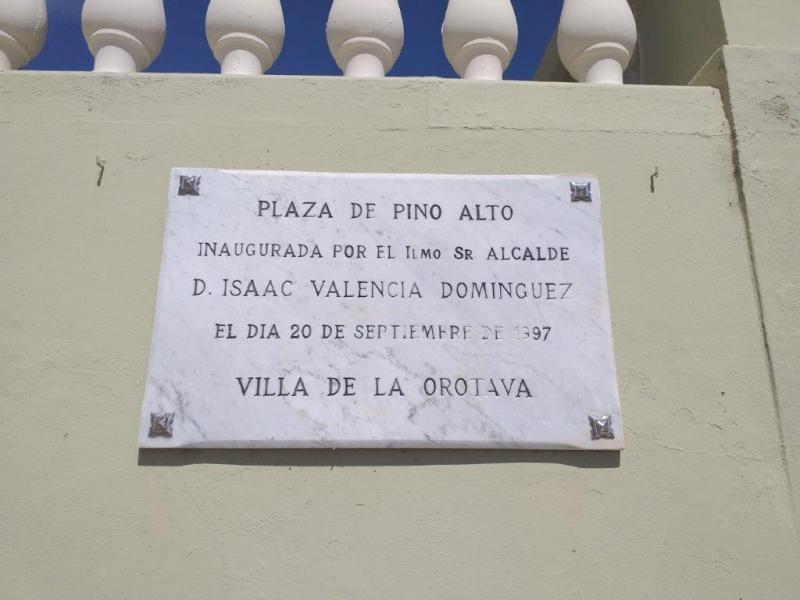 PLAZA DE PINO ALTO
INAUGURADA POR EL ILMO SR ALCALDE
D. ISAAC VALENCIA DOMINGUEZ
EL DIA 20 DE SEPTIEMBRE DE 1997
VILLA DE LA OROTAVA